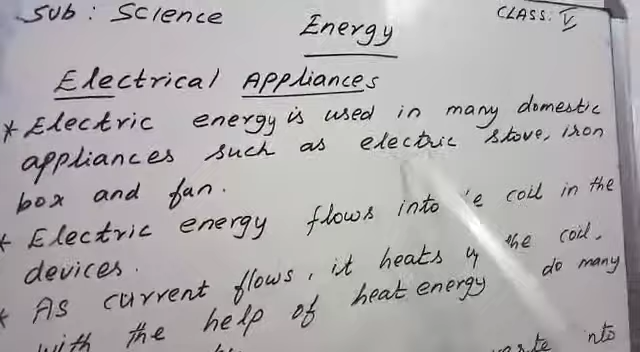 Sub : Science
CLASS : V
Energy
Electrical Appliances
* Electric energy is used in many domestic
appliances such as electric stove, iron
box and fan.
* Electric energy flows into coil in the
devices.
* As current flows, it heats the coil.
with the help of heat energy do many
into